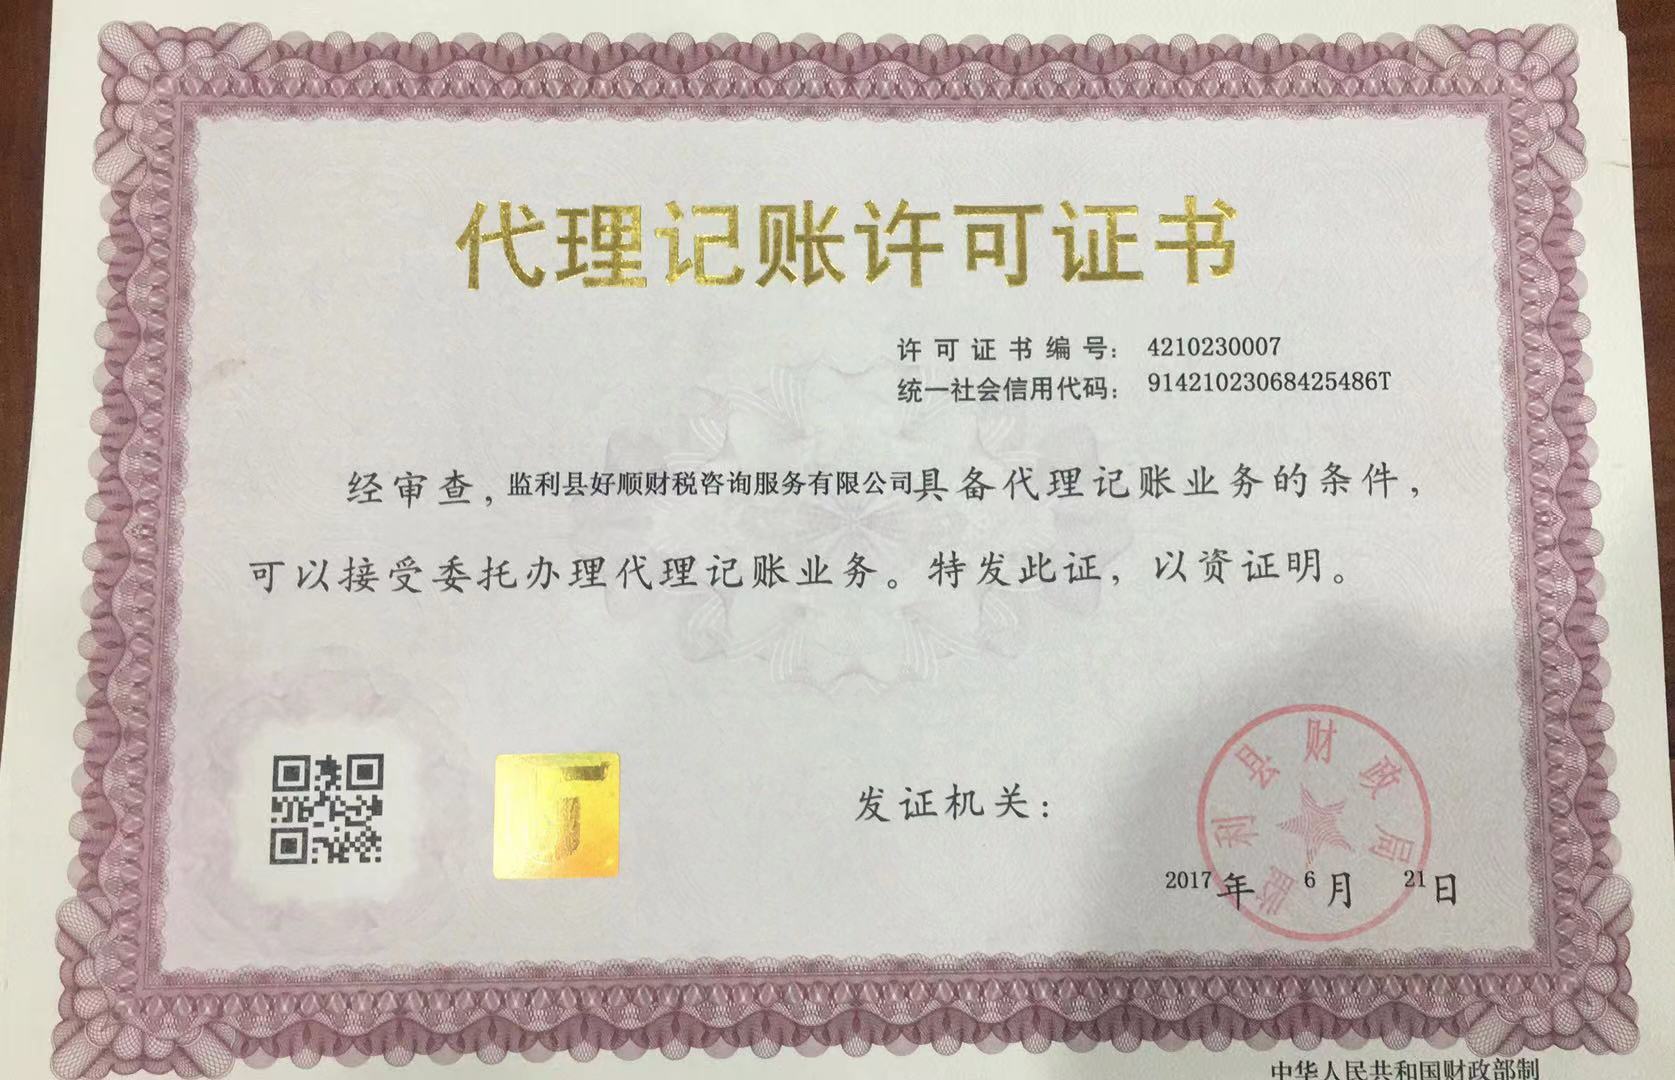 代理记账许可证书
许可证书编号： 4210230007
统一社会信用代码： 91421023068425486T
经审查，监利县好顺财税咨询服务有限公司具备代理记账业务的条件，
可以接受委托办理代理记账业务。特发此证，以资证明。
发证机关：
监利县财政局
2017年 6月 21日
中华人民共和国财政部制